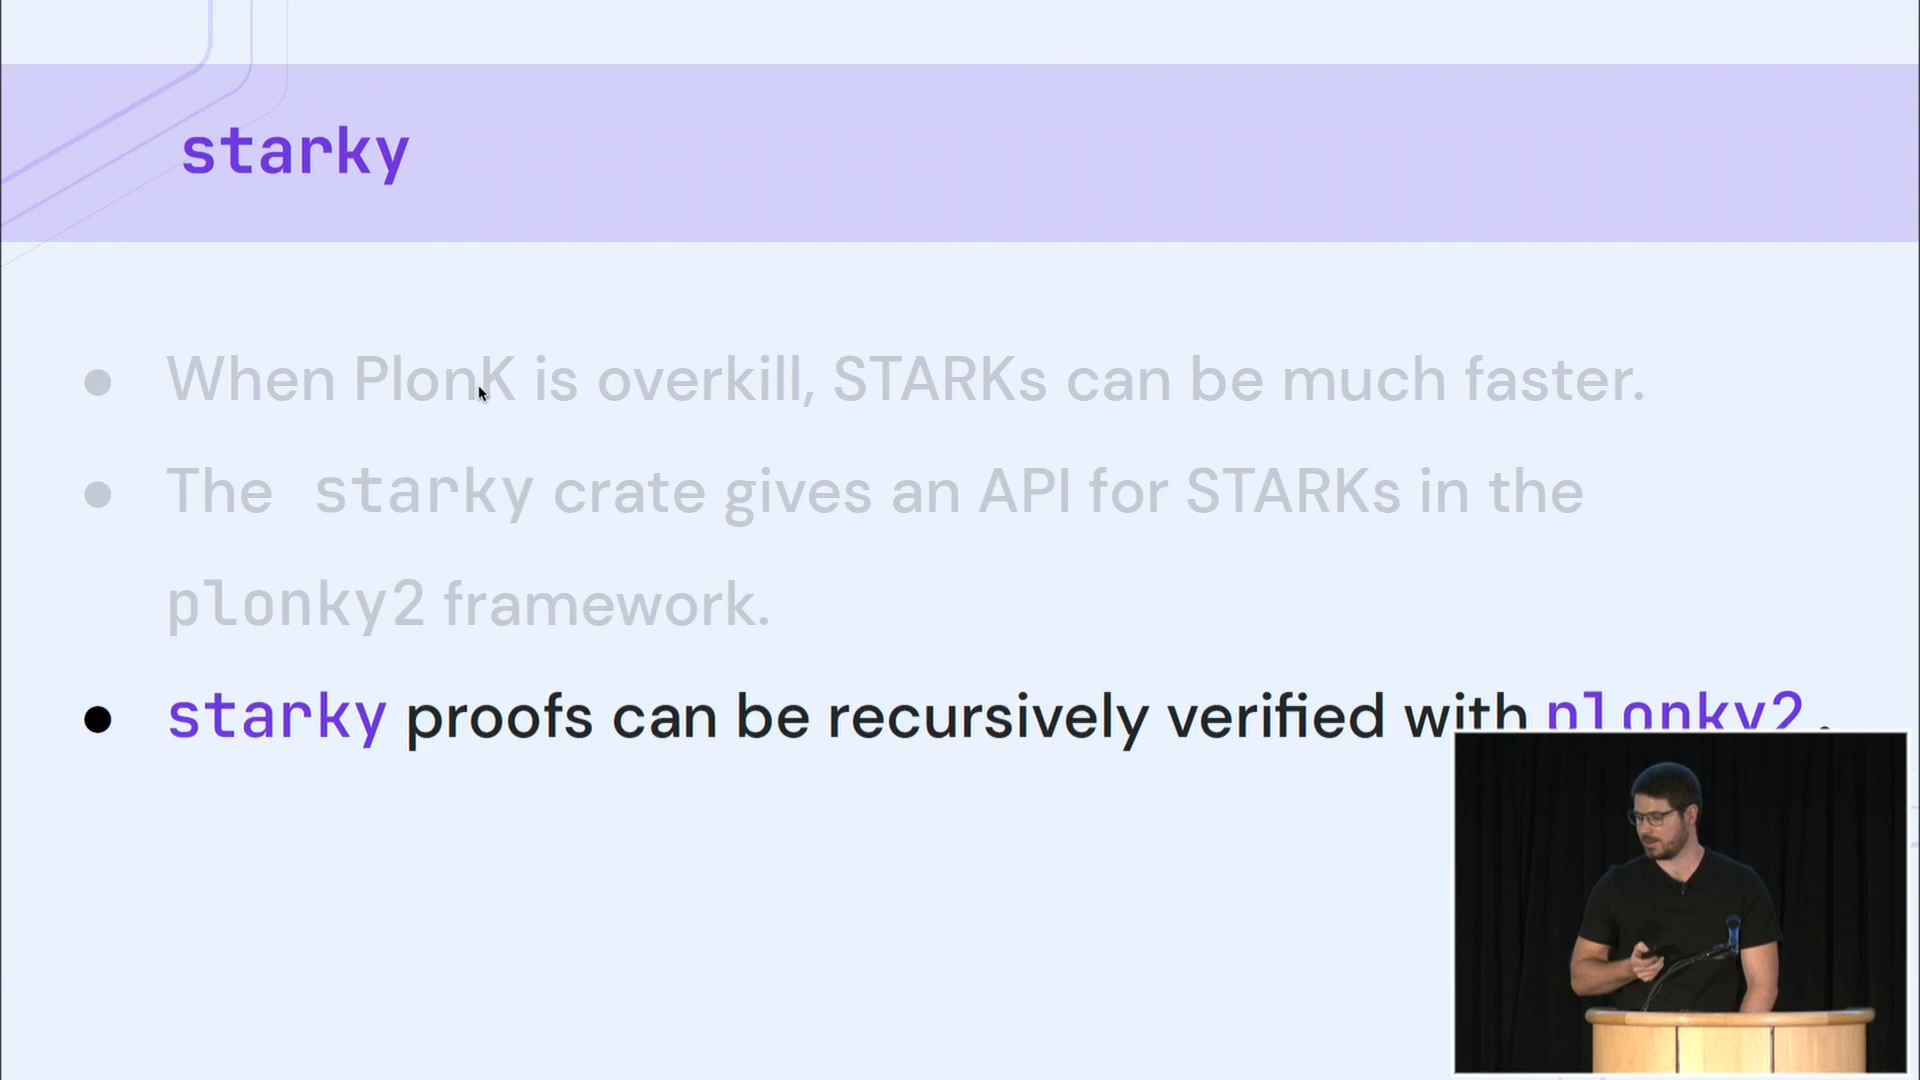 starky
● When PlonK is overkill, STARKs can be much faster.
● The starky crate gives an API for STARKs in the
plonky2 framework.
● starky proofs can be recursively verified with plonky2.